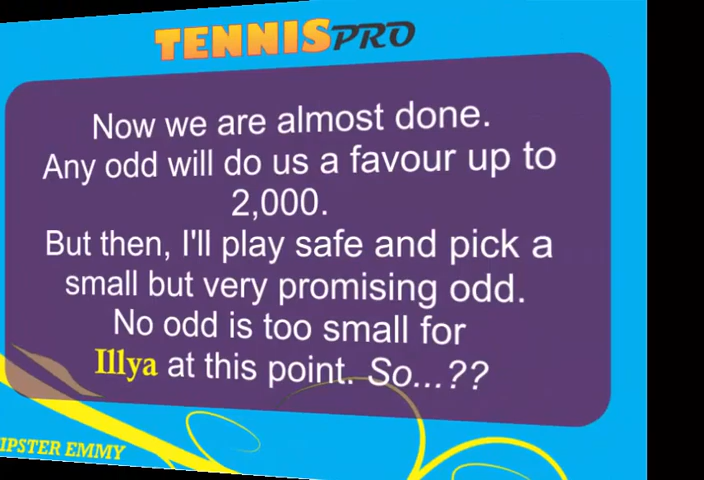 TENNISPRO
Now we are almost done.
Any odd will do us a favour up to
2,000.
But then, I'll play safe and pick a
small but very promising odd.
No odd is too small for
Illya at this point. So...??
IPSTER EMMY